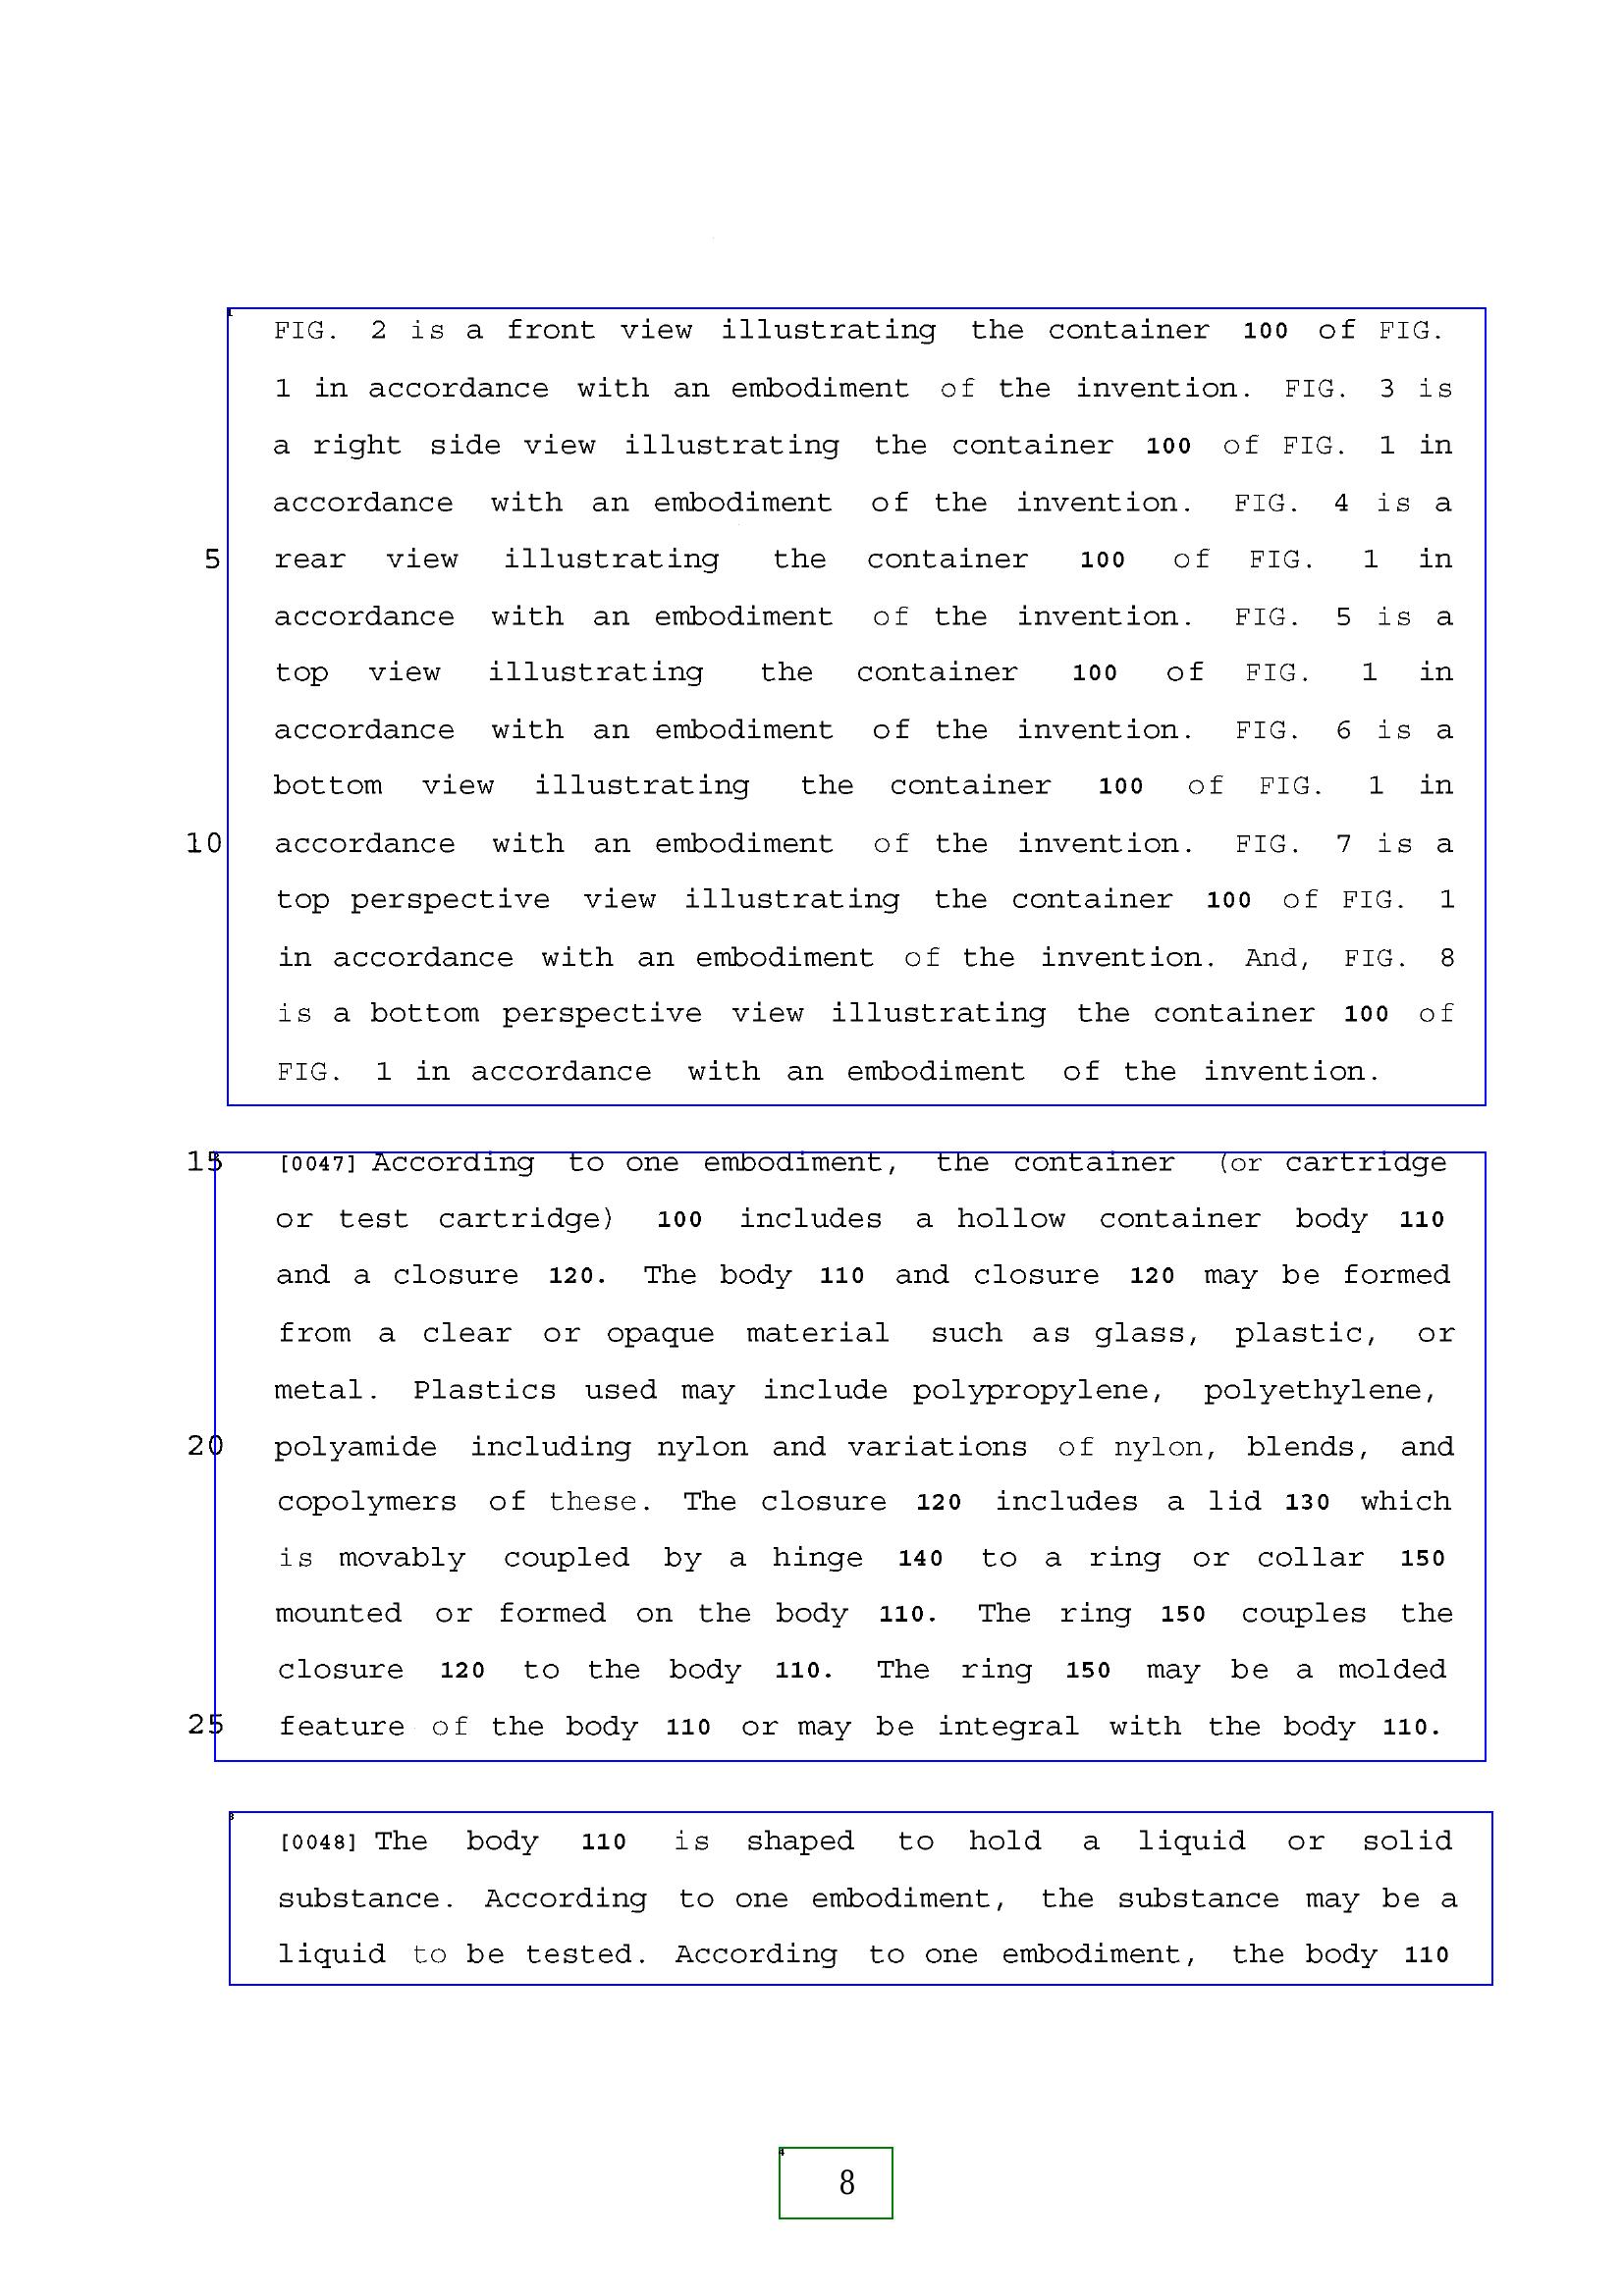 FIG. 2 is a front view illustrating the container 100 of FIG.
1 in accordance with an embodiment of the invention. FIG. 3 is
a right side view illustrating the container 100 of FIG. 1 in
accordance with an embodiment of the invention. FIG. 4 is a
5 rear view illustrating the container 100 of FIG. 1 in
accordance with an embodiment of the invention. FIG. 5 is a
top view illustrating the container 100 of FIG. 1 in
accordance with an embodiment of the invention. FIG. 6 is a
bottom view illustrating the container 100 of FIG. 1 in
10 accordance with an embodiment of the invention. FIG. 7 is a
top perspective view illustrating the container 100 of FIG. 1
in accordance with an embodiment of the invention. And, FIG. 8
is a bottom perspective view illustrating the container 100 of
FIG. 1 in accordance with an embodiment of the invention.
15 [0047] According to one embodiment, the container (or cartridge
or test cartridge) 100 includes a hollow container body 110
and a closure 120. The body 110 and closure 120 may be formed
from a clear or opaque material such as glass, plastic, or
metal. Plastics used may include polypropylene, polyethylene,
20 polyamide including nylon and variations of nylon, blends, and
copolymers of these. The closure 120 includes a lid 130 which
is movably coupled by a hinge 140 to a ring or collar 150
mounted or formed on the body 110. The ring 150 couples the
closure 120 to the body 110. The ring 150 may be a molded
25 feature of the body 110 or may be integral with the body 110.
[0048] The body 110 is shaped to hold a liquid or solid
substance. According to one embodiment, the substance may be a
liquid to be tested. According to one embodiment, the body 110
8